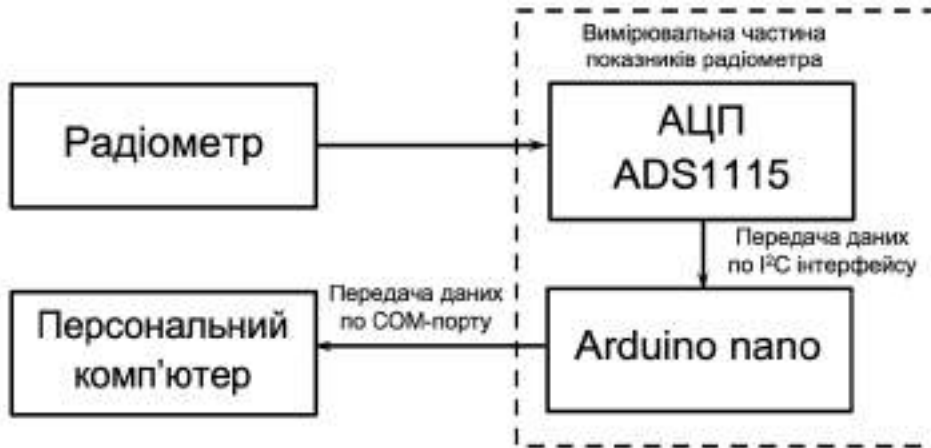 Вимірювальна частина
показників радіометра
Радіометр
АЦП
ADS1115
Передача даних
по I²C інтерфейсу
Передача даних
по COM-порту
Персональний
комп'ютер
Arduino nano